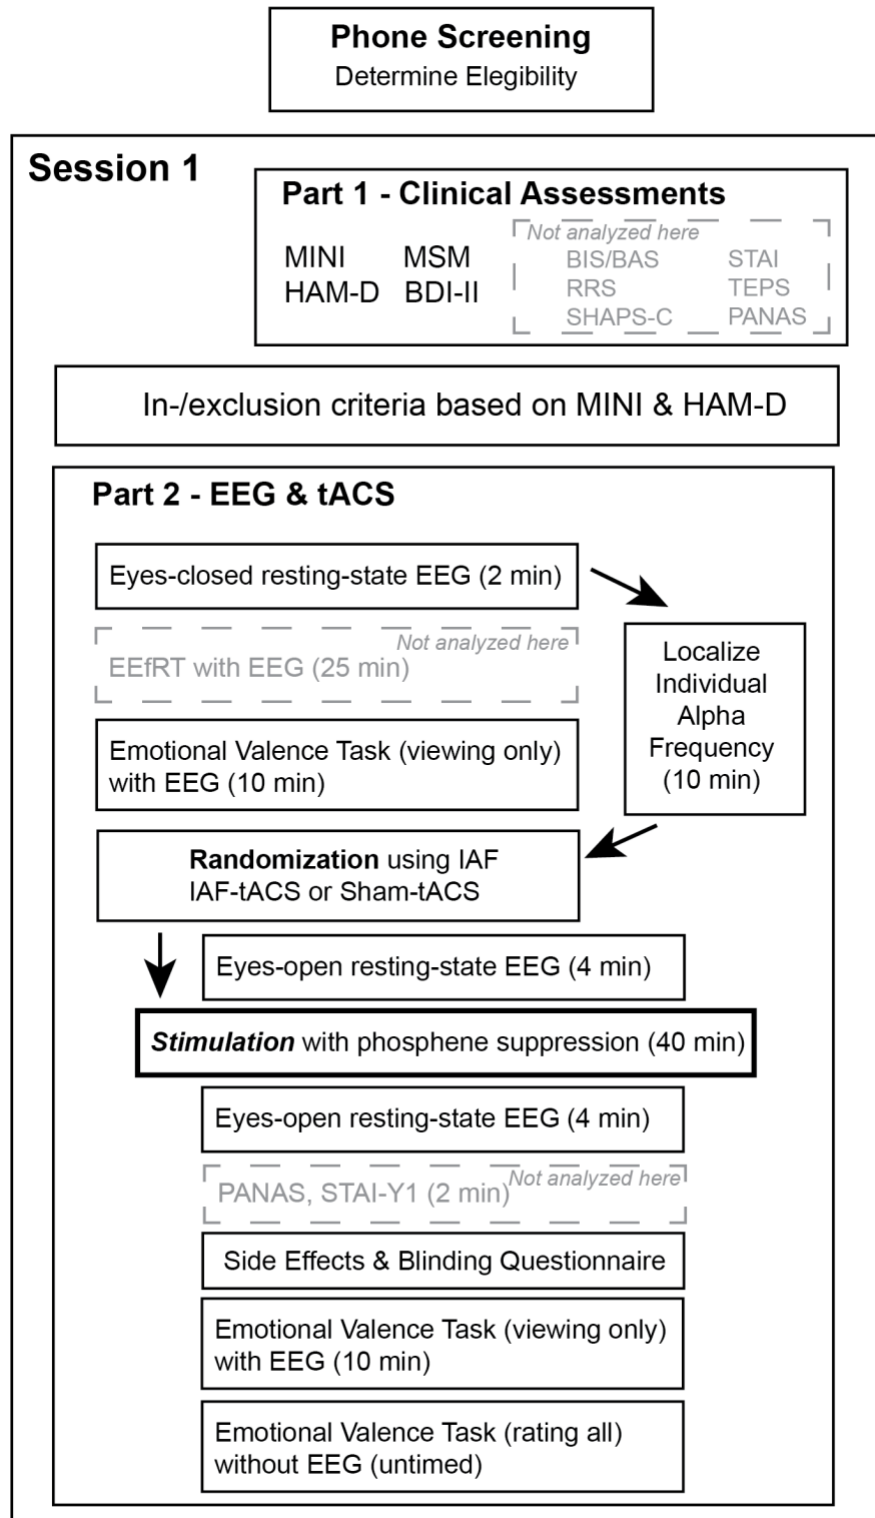 Phone Screening
Determine Elegibility
Session 1
Part 1 - Clinical Assessments
Not analyzed here
MINI MSM BIS/BAS STAI
HAM-D BDI-II RRS TEPS
SHAPS-C PANAS
In-/exclusion criteria based on MINI & HAM-D
Part 2 - EEG & tACS
Eyes-closed resting-state EEG (2 min)
Not analyzed here
EEfRT with EEG (25 min)
Localize
Individual
Alpha
Frequency
(10 min)
Emotional Valence Task (viewing only)
with EEG (10 min)
Randomization using IAF
IAF-tACS or Sham-tACS
Eyes-open resting-state EEG (4 min)
Stimulation with phosphene suppression (40 min)
Eyes-open resting-state EEG (4 min)
Not analyzed here
PANAS, STAI-Y1 (2 min)
Side Effects & Blinding Questionnaire
Emotional Valence Task (viewing only)
with EEG (10 min)
Emotional Valence Task (rating all)
without EEG (untimed)